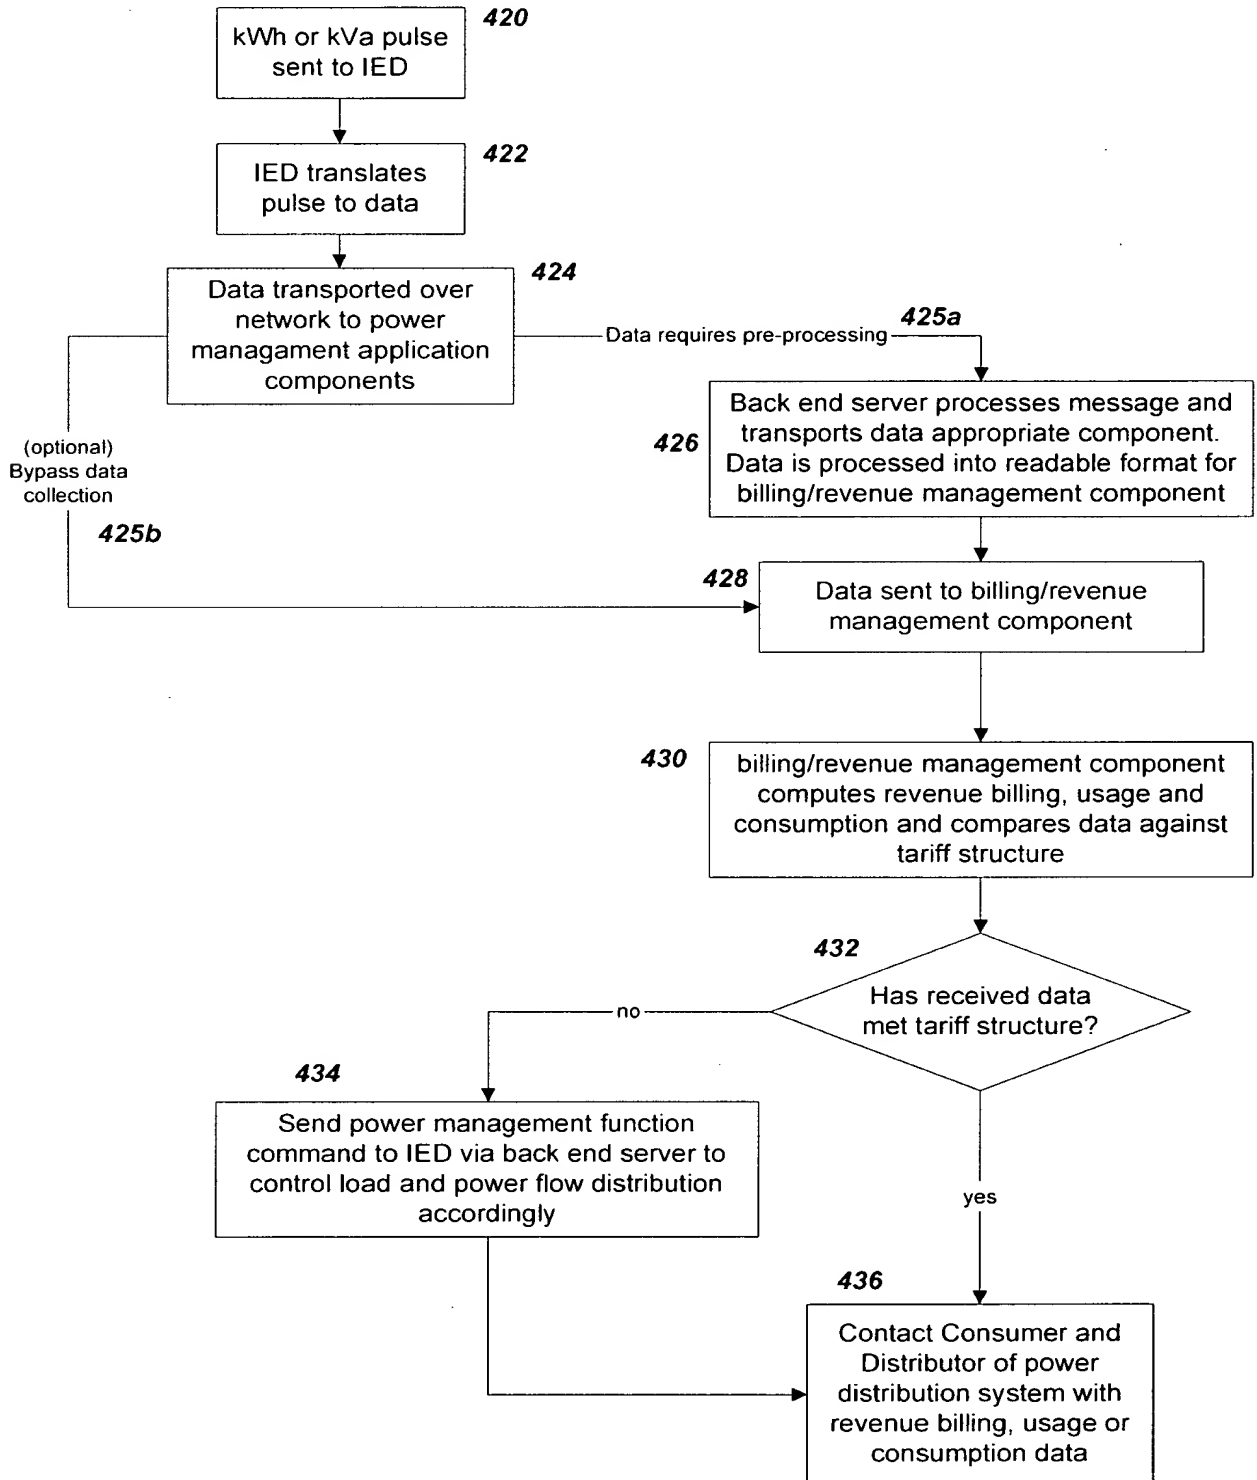 420
kWh or kVa pulse
sent to IED
422
IED translates
pulse to data
424
Data transported over
network to power
managament application
components
425a
Data requires pre-processing
(optional)
Bypass data
collection
425b
426
Back end server processes message and
transports data appropriate component.
Data is processed into readable format for
billing/revenue management component
428
Data sent to billing/revenue
management component
430
billing/revenue management component
computes revenue billing, usage and
consumption and compares data against
tariff structure
432
Has received data
met tariff structure?
no
434
Send power management function
command to IED via back end server to
control load and power flow distribution
accordingly
yes
436
Contact Consumer and
Distributor of power
distribution system with
revenue billing, usage or
consumption data